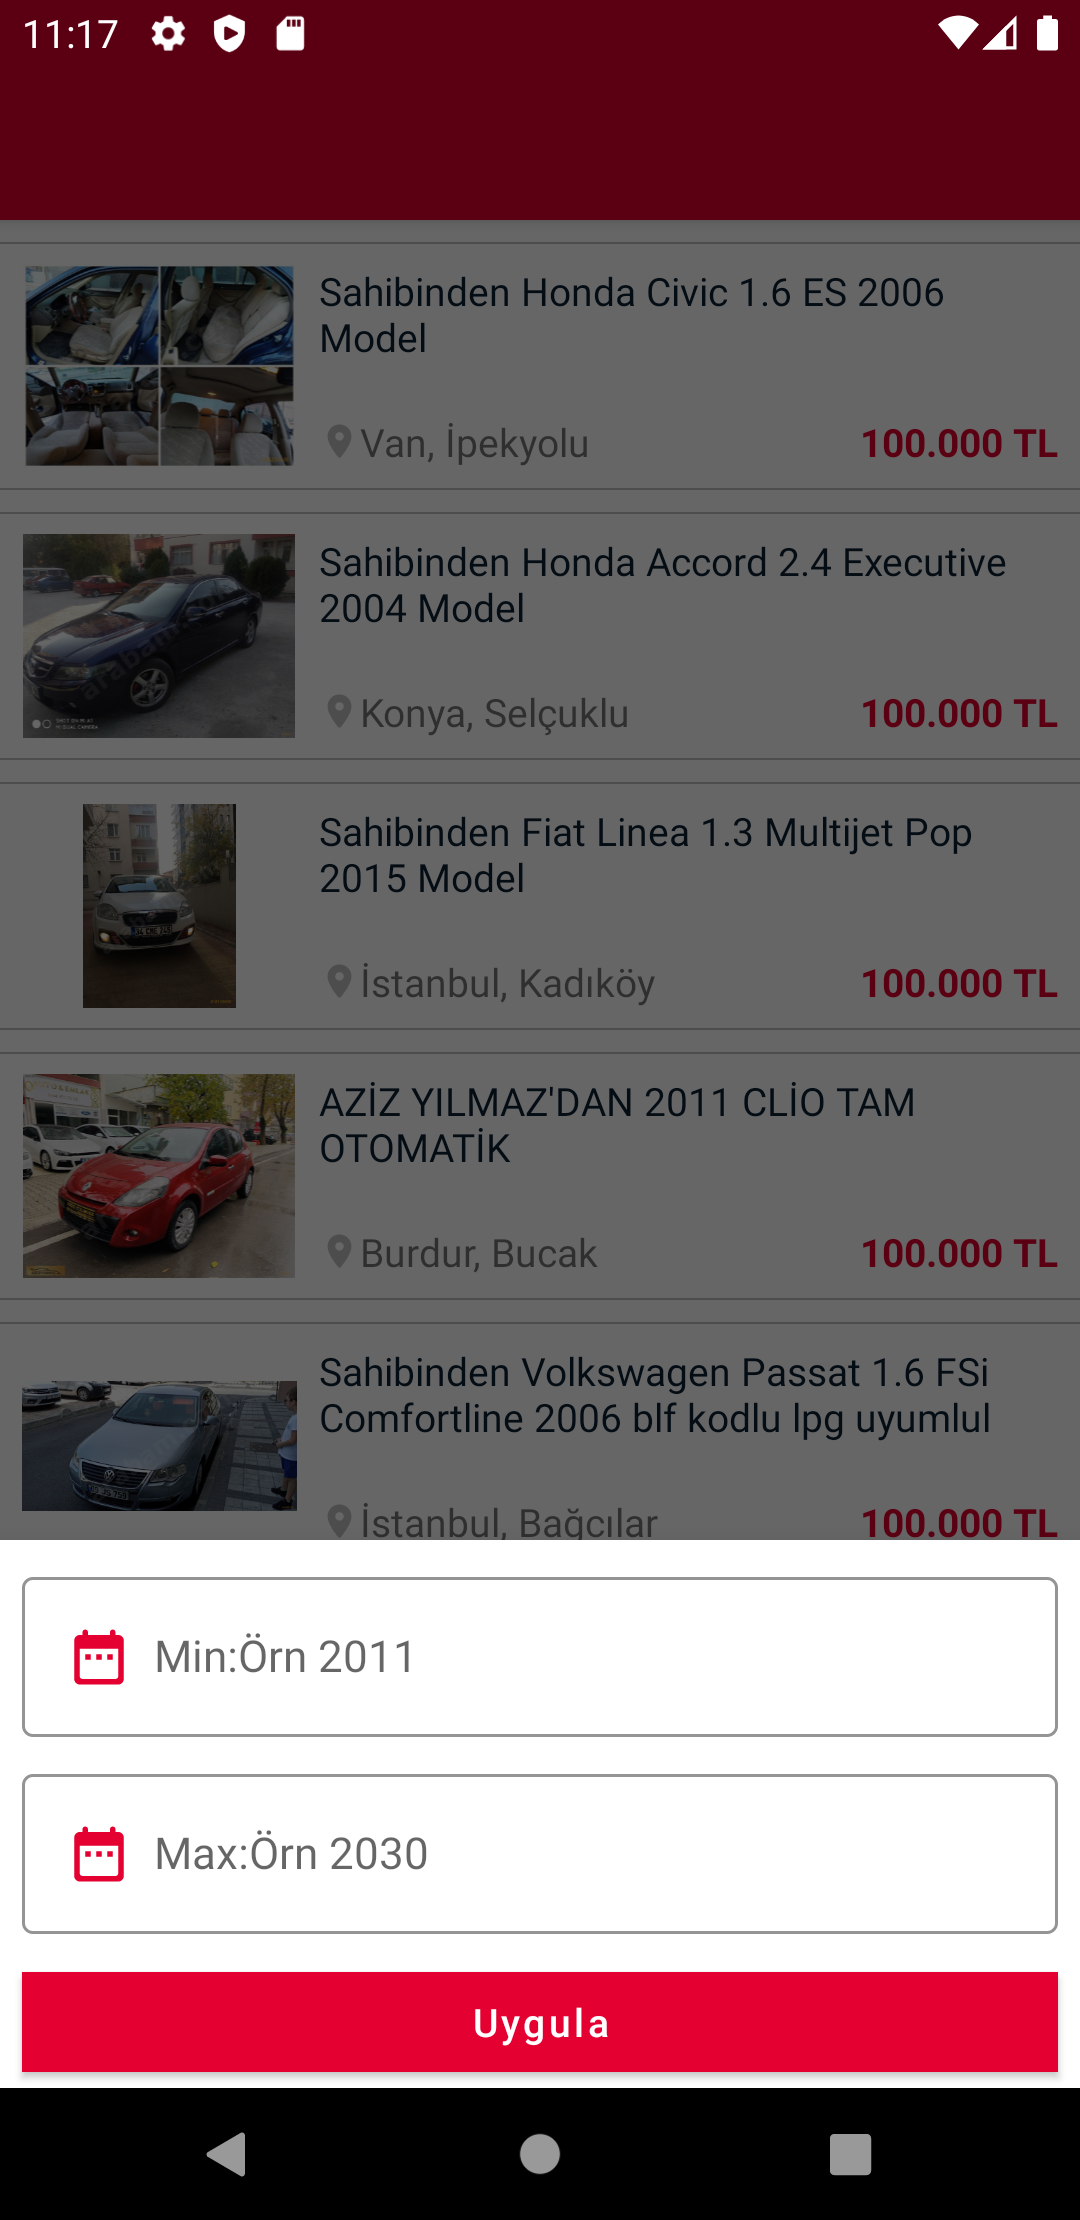 11:17
Sahibinden Honda Civic 1.6 ES 2006
Model
Van, İpekyolu
100.000 TL
Sahibinden Honda Accord 2.4 Executive
2004 Model
Konya, Selçuklu
100.000 TL
Sahibinden Fiat Linea 1.3 Multijet Pop
2015 Model
İstanbul, Kadıköy
100.000 TL
AZİZ YILMAZ'DAN 2011 CLİO TAM
OTOMATİK
Burdur, Bucak
100.000 TL
Sahibinden Volkswagen Passat 1.6 FSi
Comfortline 2006 blf kodlu lpg uyumlul
İstanbul, Bağcılar
100.000 TL
Min:Örn 2011
Max:Örn 2030
Uygula